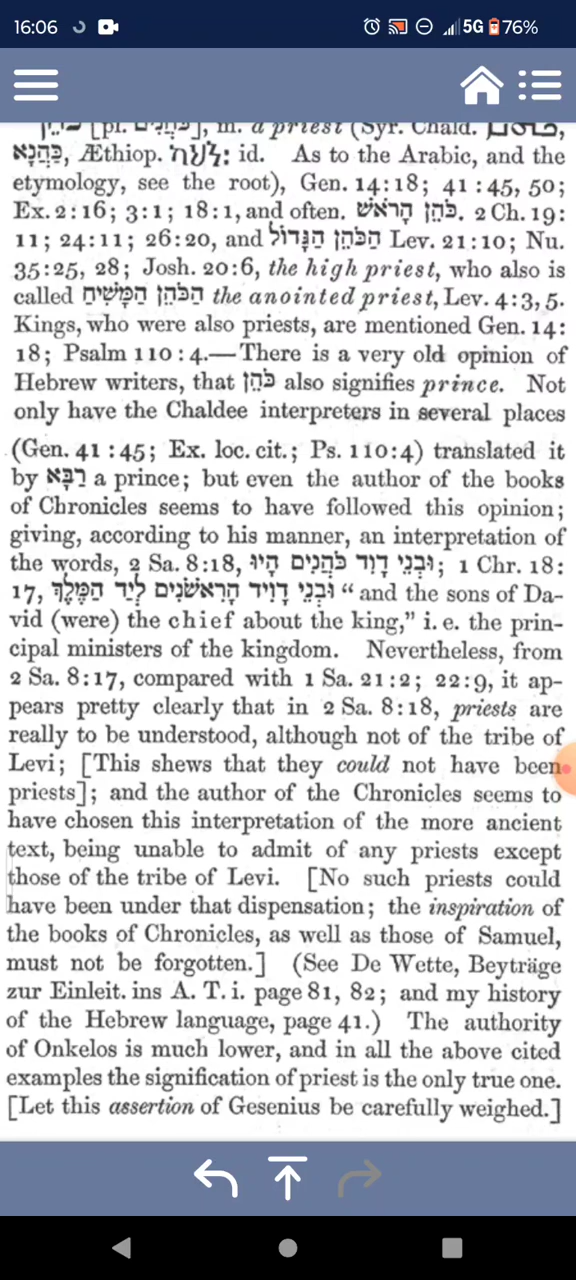 16:06 5G 76%
כֹּהֵן [pl. כֹּהֲנִים], m. a priest (Syr. Chald. ܟܳܗܢܳܐ,
כַּהֲנָא, Æthiop. ካህን: id. As to the Arabic, and the
etymology, see the root), Gen. 14:18; 41:45, 50;
Ex. 2:16; 3:1; 18:1, and often. כֹּהֵן הָרֹאשׁ. 2 Ch. 19:
11; 24:11; 26:20, and הַכֹּהֵן הַגָּדוֹל Lev. 21:10; Nu.
35:25, 28; Josh. 20:6, the high priest, who also is
called הַכֹּהֵן הַמָּשִׁיחַ the anointed priest, Lev. 4:3, 5.
Kings, who were also priests, are mentioned Gen. 14:
18; Psalm 110:4.—There is a very old opinion of
Hebrew writers, that כֹּהֵן also signifies prince. Not
only have the Chaldee interpreters in several places
(Gen. 41:45; Ex. loc. cit.; Ps. 110:4) translated it
by רַבָּא a prince; but even the author of the books
of Chronicles seems to have followed this opinion;
giving, according to his manner, an interpretation of
the words, 2 Sa. 8:18, וּבְנֵי דָוִד כֹּהֲנִים הָיוּ; 1 Chr. 18:
17, וּבְנֵי דָוִיד הָרִאשֹׁנִים לְיַד הַמֶּלֶךְ "and the sons of Da-
vid (were) the chief about the king," i. e. the prin-
cipal ministers of the kingdom. Nevertheless, from
2 Sa. 8:17, compared with 1 Sa. 21:2; 22:9, it ap-
pears pretty clearly that in 2 Sa. 8:18, priests are
really to be understood, although not of the tribe of
Levi; [This shews that they could not have been
priests]; and the author of the Chronicles seems to
have chosen this interpretation of the more ancient
text, being unable to admit of any priests except
those of the tribe of Levi. [No such priests could
have been under that dispensation; the inspiration of
the books of Chronicles, as well as those of Samuel,
must not be forgotten.] (See De Wette, Beyträge
zur Einleit. ins A. T. i. page 81, 82; and my history
of the Hebrew language, page 41.) The authority
of Onkelos is much lower, and in all the above cited
examples the signification of priest is the only true one.
[Let this assertion of Gesenius be carefully weighed.]